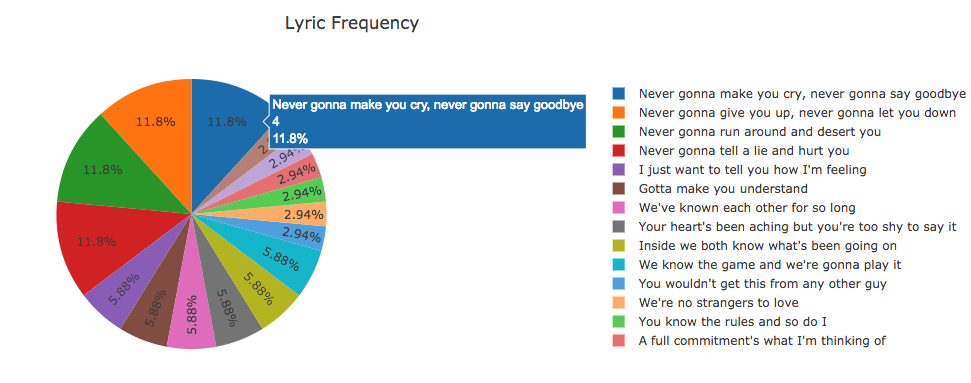 Lyric Frequency
11.8%
11.8%
11.8%
11.8%
5.88%
5.88%
5.88%
5.88%
5.88%
5.88%
2.94%
2.94%
2.94%
2.94%
2.94%
Never gonna make you cry, never gonna say goodbye
4
11.8%
Never gonna make you cry, never gonna say goodbye
Never gonna give you up, never gonna let you down
Never gonna run around and desert you
Never gonna tell a lie and hurt you
I just want to tell you how I'm feeling
Gotta make you understand
We've known each other for so long
Your heart's been aching but you're too shy to say it
Inside we both know what's been going on
We know the game and we're gonna play it
You wouldn't get this from any other guy
We're no strangers to love
You know the rules and so do I
A full commitment's what I'm thinking of